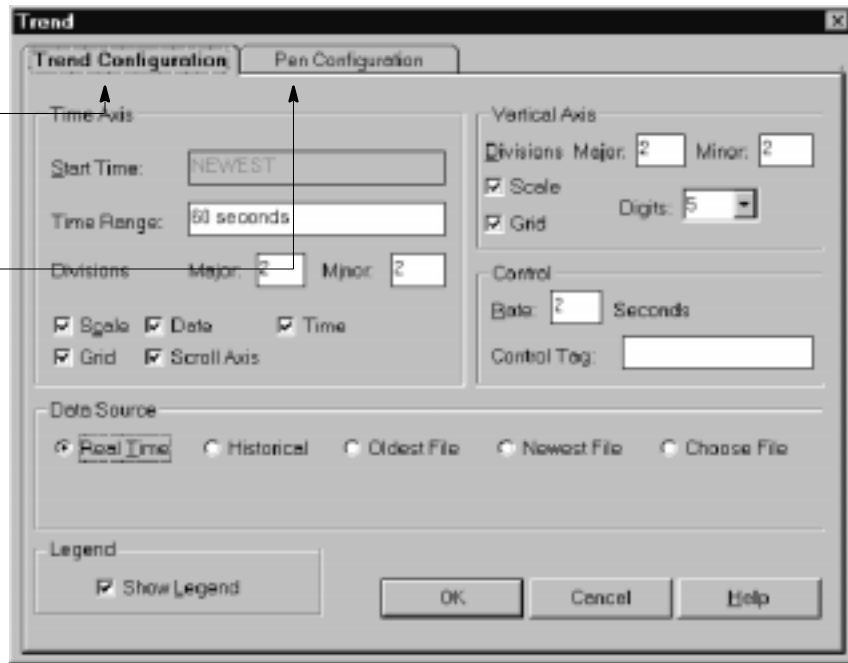 Trend
Trend Configuration
Pen Configuration
Time Axis
Start Time: NEWEST
Time Range: 60 seconds
Divisions Major: 2 Minor: 2
Scale Date Time
Grid Scroll Axis
Vertical Axis
Divisions Major: 2 Minor: 2
Scale
Digits: 5
Grid
Control
Rate: 2 Seconds
Control Tag:
Data Source
Real Time Historical Oldest File Newest File Choose File
Legend
Show Legend
OK Cancel Help